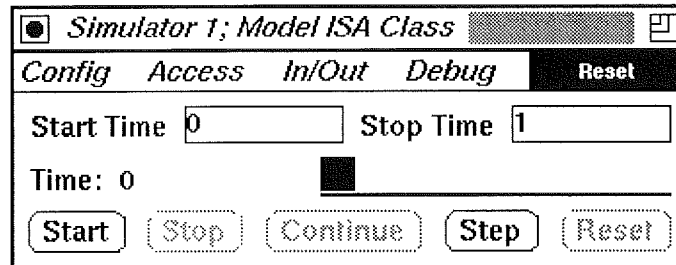 Simulator 1; Model ISA Class
Config Access In/Out Debug Reset
Start Time 0 Stop Time 1
Time: 0
Start Stop Continue Step Reset